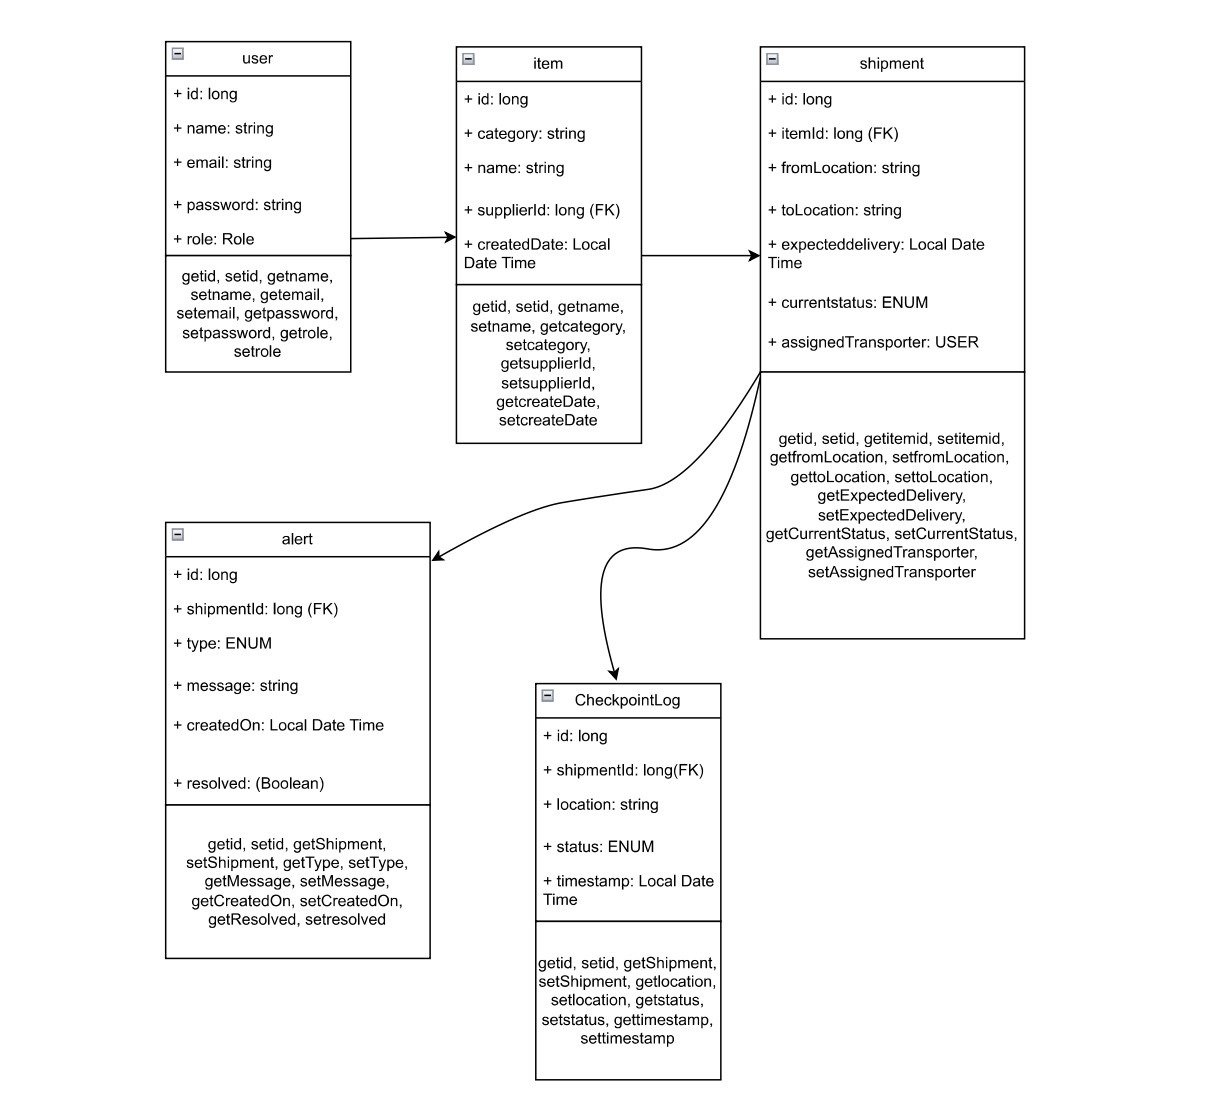 user
+ id: long
+ name: string
+ email: string
+ password: string
+ role: Role
getid, setid, getname,
setname, getemail,
setemail, getpassword,
setpassword, getrole,
setrole
item
+ id: long
+ category: string
+ name: string
+ supplierId: long (FK)
+ createdDate: Local
Date Time
getid, setid, getname,
setname, getcategory,
setcategory,
getsupplierId,
setsupplierId,
getcreateDate,
setcreateDate
shipment
+ id: long
+ itemId: long (FK)
+ fromLocation: string
+ toLocation: string
+ expecteddelivery: Local Date
Time
+ currentstatus: ENUM
+ assignedTransporter: USER
getid, setid, getitemid, setitemid,
getfromLocation, setfromLocation,
gettoLocation, settoLocation,
getExpectedDelivery,
setExpectedDelivery,
getCurrentStatus, setCurrentStatus,
getAssignedTransporter,
setAssignedTransporter
alert
+ id: long
+ shipmentId: long (FK)
+ type: ENUM
+ message: string
+ createdOn: Local Date Time
+ resolved: (Boolean)
getid, setid, getShipment,
setShipment, getType, setType,
getMessage, setMessage,
getCreatedOn, setCreatedOn,
getResolved, setresolved
CheckpointLog
+ id: long
+ shipmentId: long(FK)
+ location: string
+ status: ENUM
+ timestamp: Local Date
Time
getid, setid, getShipment,
setShipment, getlocation,
setlocation, getstatus,
setstatus, gettimestamp,
settimestamp